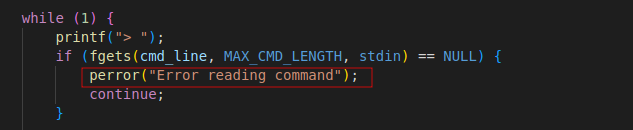 while (1) {
printf("> ");
if (fgets(cmd_line, MAX_CMD_LENGTH, stdin) == NULL) {
perror("Error reading command");
continue;
}